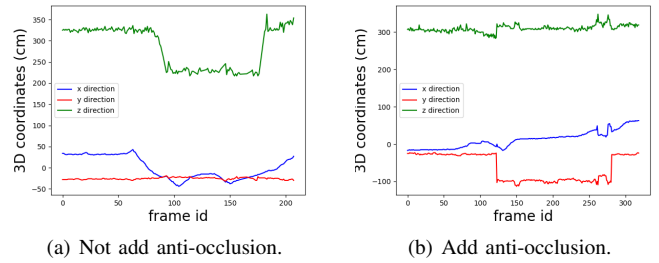 3D coordinates (cm)
350
300
250
200
150
100
50
0
−50
x direction
y direction
z direction
0
50
100
150
200
frame id
(a) Not add anti-occlusion.
3D coordinates (cm)
300
200
100
0
−100
x direction
y direction
z direction
0
50
100
150
200
250
300
frame id
(b) Add anti-occlusion.